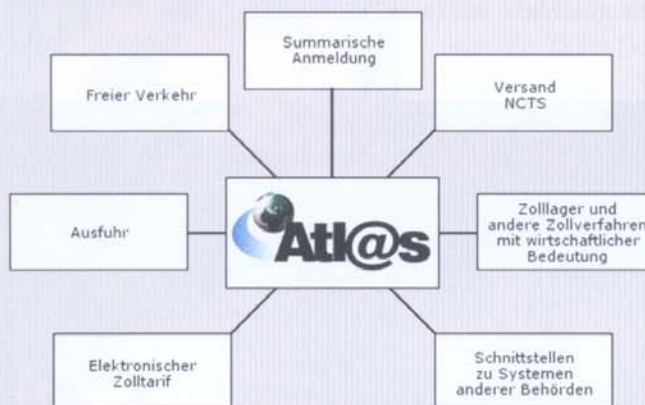 Summarische
Anmeldung
Freier Verkehr
Versand
NCTS
Atl@s
Ausfuhr
Zolllager und
andere Zollverfahren
mit wirtschaftlicher
Bedeutung
Elektronischer
Zolltarif
Schnittstellen
zu Systemen
anderer Behörden